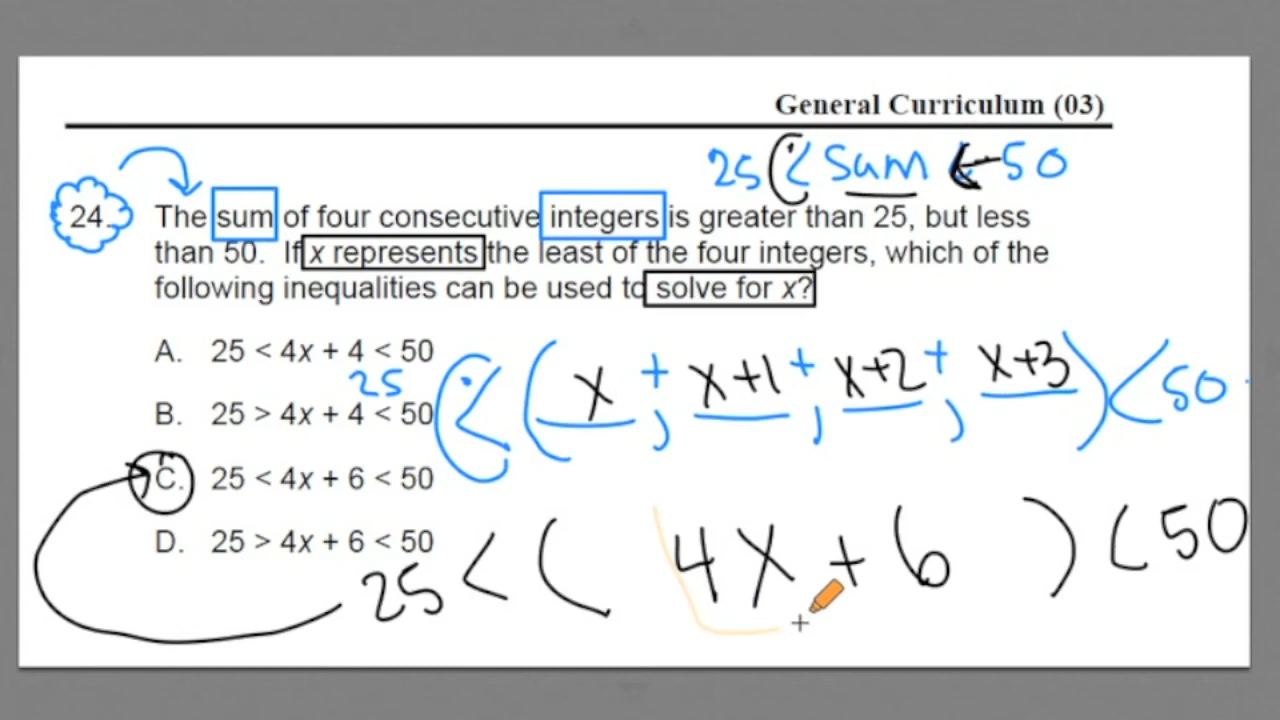 General Curriculum (03)
25 < Sum < 50
24. The sum of four consecutive integers is greater than 25, but less
than 50. If x represents the least of the four integers, which of the
following inequalities can be used to solve for x?
A. 25 < 4x + 4 < 50
25 < (x + x+1 + x+2 + x+3) < 50
, , ,
B. 25 > 4x + 4 < 50
C. 25 < 4x + 6 < 50
D. 25 > 4x + 6 < 50
25 < ( 4x + 6 ) < 50